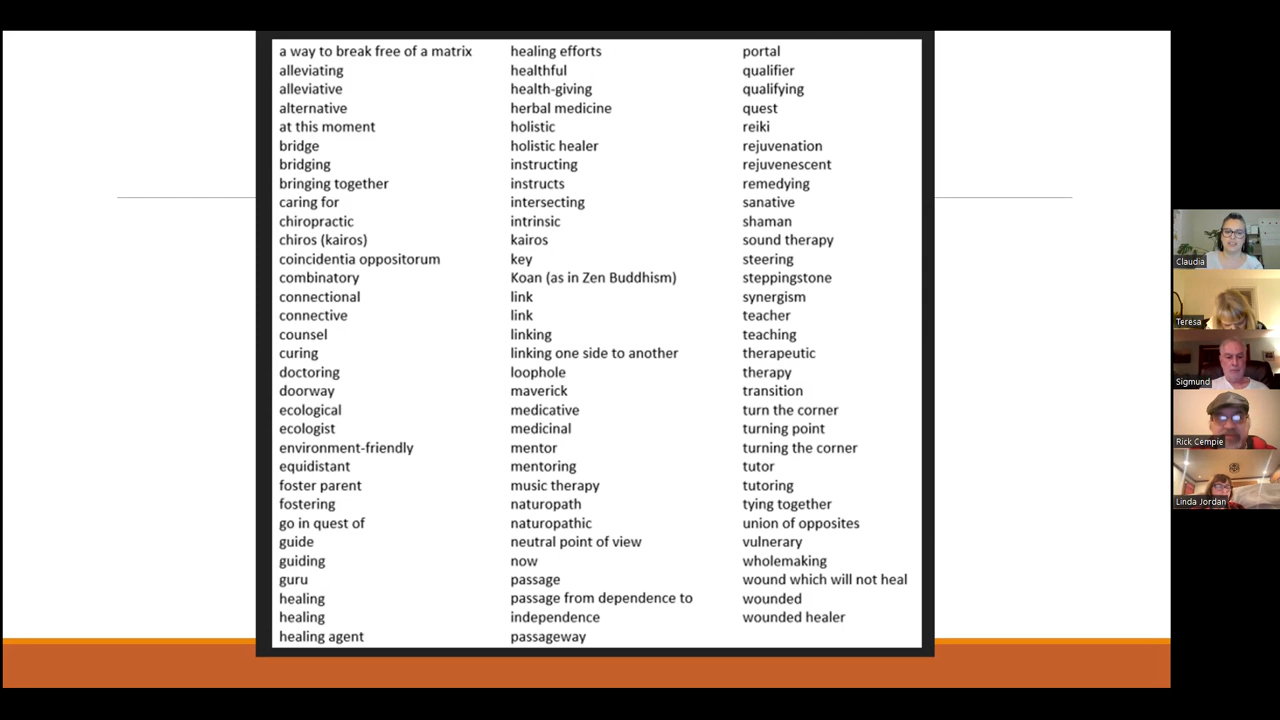 a way to break free of a matrix
alleviating
alleviative
alternative
at this moment
bridge
bridging
bringing together
caring for
chiropractic
chiros (kairos)
coincidentia oppositorum
combinatory
connectional
connective
counsel
curing
doctoring
doorway
ecological
ecologist
environment-friendly
equidistant
foster parent
fostering
go in quest of
guide
guiding
guru
healing
healing
healing agent
healing efforts
healthful
health-giving
herbal medicine
holistic
holistic healer
instructing
instructs
intersecting
intrinsic
kairos
key
Koan (as in Zen Buddhism)
link
link
linking
linking one side to another
loophole
maverick
medicative
medicinal
mentor
mentoring
music therapy
naturopath
naturopathic
neutral point of view
now
passage
passage from dependence to
independence
passageway
portal
qualifier
qualifying
quest
reiki
rejuvenation
rejuvenescent
remedying
sanative
shaman
sound therapy
steering
steppingstone
synergism
teacher
teaching
therapeutic
therapy
transition
turn the corner
turning point
turning the corner
tutor
tutoring
tying together
union of opposites
vulnerary
wholemaking
wound which will not heal
wounded
wounded healer
Claudia
Teresa
Sigmund
Rick Cempie
Linda Jordan